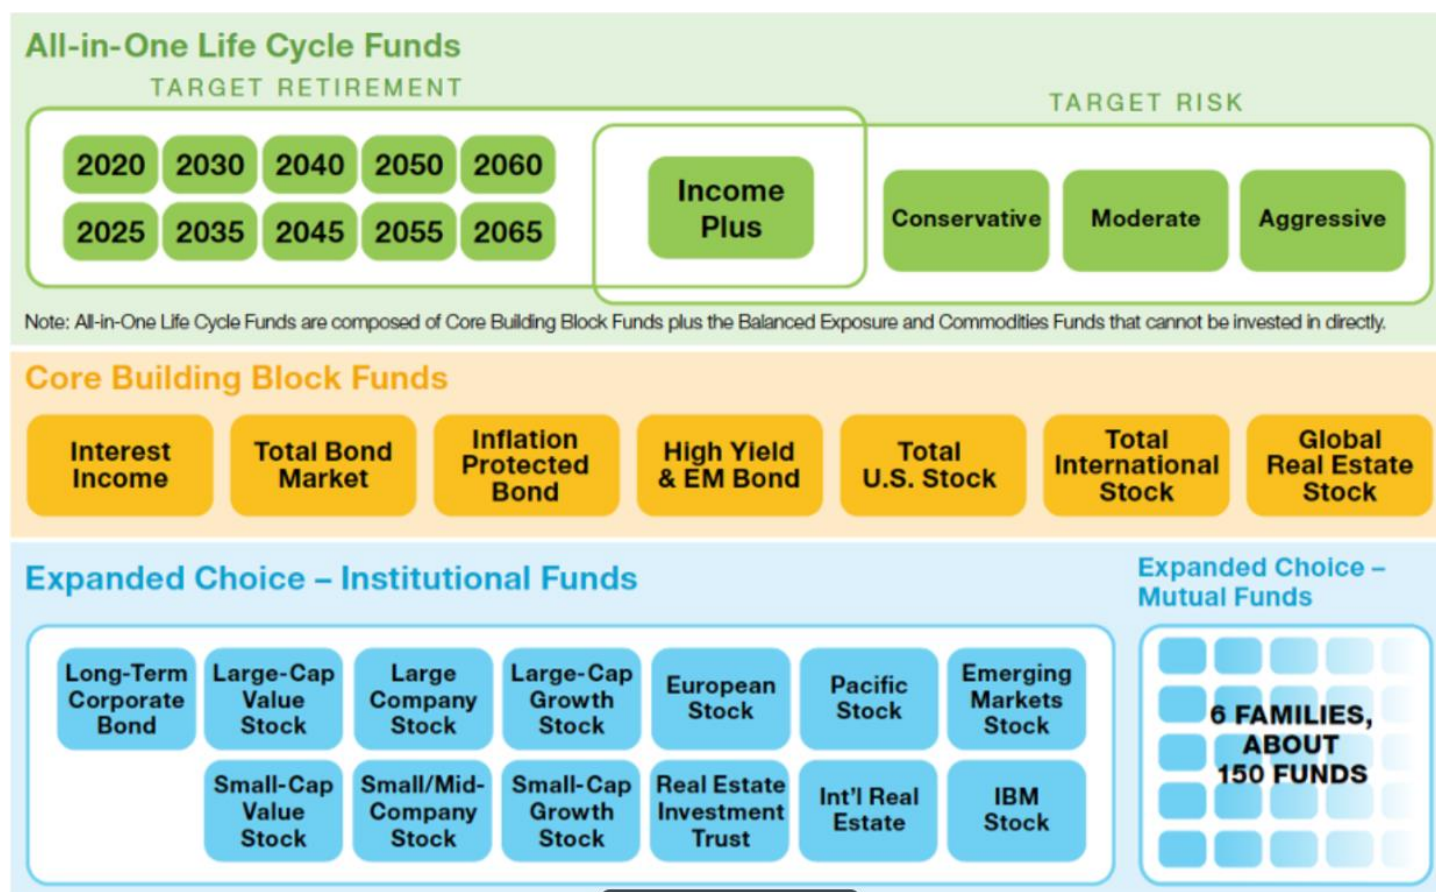 All-in-One Life Cycle Funds
TARGET RETIREMENT
TARGET RISK
2020 2030 2040 2050 2060
2025 2035 2045 2055 2065
Income
Plus
Conservative
Moderate
Aggressive
Note: All-in-One Life Cycle Funds are composed of Core Building Block Funds plus the Balanced Exposure and Commodities Funds that cannot be invested in directly.
Core Building Block Funds
Interest
Income
Total Bond
Market
Inflation
Protected
Bond
High Yield
& EM Bond
Total
U.S. Stock
Total
International
Stock
Global
Real Estate
Stock
Expanded Choice – Institutional Funds
Long-Term
Corporate
Bond
Large-Cap
Value
Stock
Large
Company
Stock
Large-Cap
Growth
Stock
European
Stock
Pacific
Stock
Emerging
Markets
Stock
Small-Cap
Value
Stock
Small/Mid-
Company
Stock
Small-Cap
Growth
Stock
Real Estate
Investment
Trust
Int'l Real
Estate
IBM
Stock
Expanded Choice –
Mutual Funds
6 FAMILIES,
ABOUT
150 FUNDS